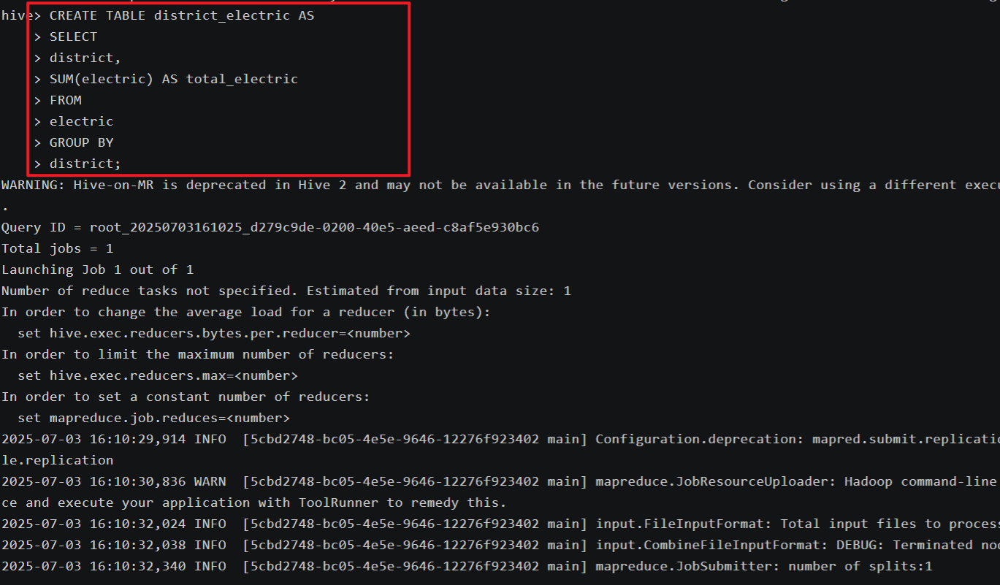 hive> CREATE TABLE district_electric AS
    > SELECT
    > district,
    > SUM(electric) AS total_electric
    > FROM
    > electric
    > GROUP BY
    > district;
WARNING: Hive-on-MR is deprecated in Hive 2 and may not be available in the future versions. Consider using a different
.
Query ID = root_20250703161025_d279c9de-0200-40e5-aeed-c8af5e930bc6
Total jobs = 1
Launching Job 1 out of 1
Number of reduce tasks not specified. Estimated from input data size: 1
In order to change the average load for a reducer (in bytes):
  set hive.exec.reducers.bytes.per.reducer=<number>
In order to limit the maximum number of reducers:
  set hive.exec.reducers.max=<number>
In order to set a constant number of reducers:
  set mapreduce.job.reduces=<number>
2025-07-03 16:10:29,914 INFO  [5cbd2748-bc05-4e5e-9646-12276f923402 main] Configuration.deprecation:
le.replication
2025-07-03 16:10:30,836 WARN  [5cbd2748-bc05-4e5e-9646-12276f923402 main] mapreduce.JobResourceUploader: Hadoop command-line
ce and execute your application with ToolRunner to remedy this.
2025-07-03 16:10:32,024 INFO  [5cbd2748-bc05-4e5e-9646-12276f923402 main] input.FileInputFormat: Total input files to
2025-07-03 16:10:32,038 INFO  [5cbd2748-bc05-4e5e-9646-12276f923402 main] input.CombineFileInputFormat: DEBUG: Terminated
2025-07-03 16:10:32,340 INFO  [5cbd2748-bc05-4e5e-9646-12276f923402 main] mapreduce.JobSubmitter: number of splits:1